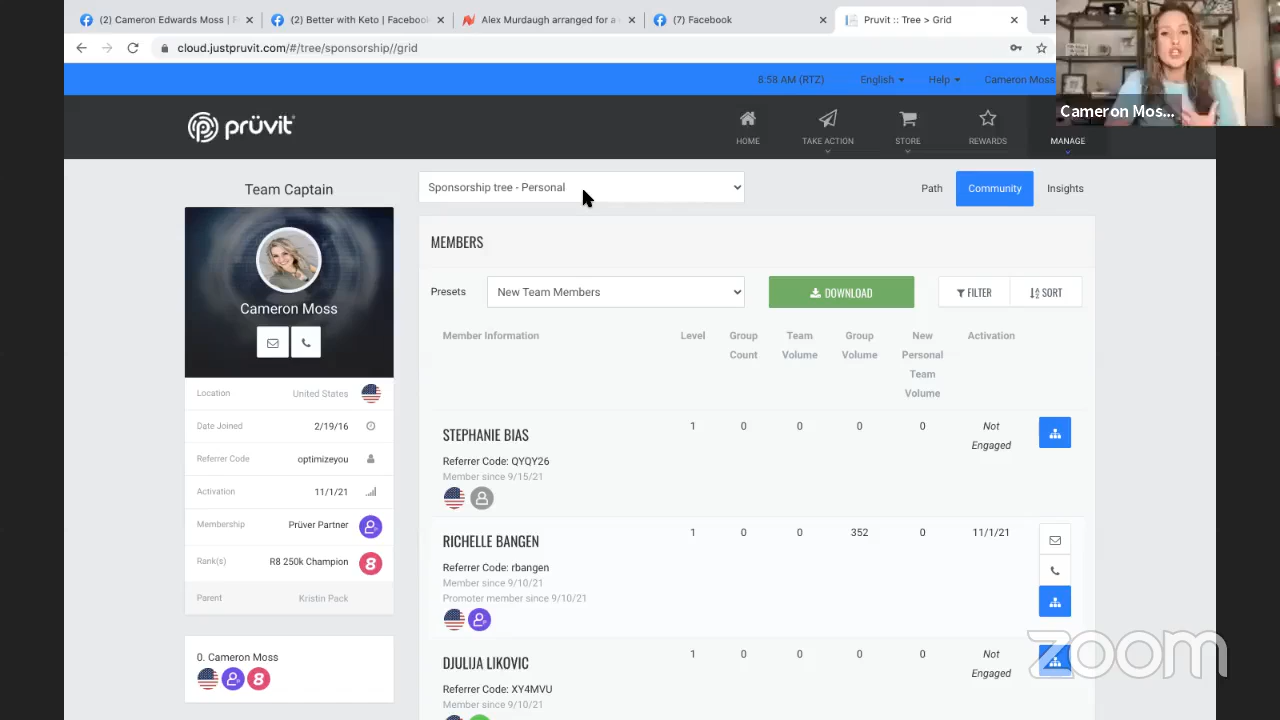 (2) Cameron Edwards Moss | F
(2) Better with Keto | Facebook
Alex Murdaugh arranged for a
(7) Facebook
Pruvit :: Tree > Grid
cloud.justpruvit.com/#/tree/sponsorship//grid
8:58 AM (RTZ)
English
Help
Cameron Moss
Cameron Mos...
prüvit
HOME
TAKE ACTION
STORE
REWARDS
MANAGE
Team Captain
Cameron Moss
Location United States
Date Joined 2/19/16
Referrer Code optimizeyou
Activation 11/1/21
Membership Prüver Partner
Rank(s) R8 250k Champion 8
Parent Kristin Pack
0. Cameron Moss
8
Sponsorship tree - Personal
Path
Community
Insights
MEMBERS
Presets
New Team Members
DOWNLOAD
FILTER
SORT
Member Information
Level
Group
Count
Team
Volume
Group
Volume
New
Personal
Team
Volume
Activation
STEPHANIE BIAS
1 0 0 0 0 Not
Engaged
Referrer Code: QYQY26
Member since 9/15/21
RICHELLE BANGEN
1 0 0 352 0 11/1/21
Referrer Code: rbangen
Member since 9/10/21
Promoter member since 9/10/21
DJULIJA LIKOVIC
1 0 0 0 0 Not
Engaged
Referrer Code: XY4MVU
Member since 9/10/21
zoom